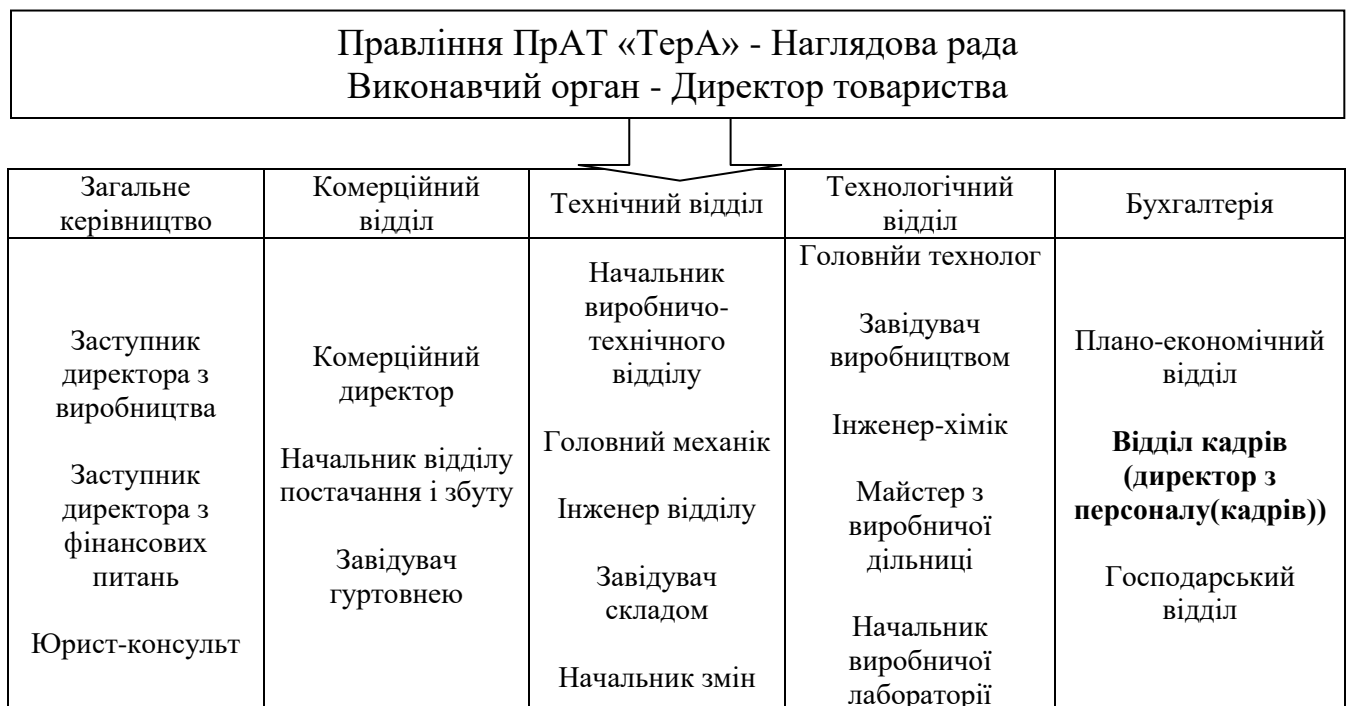 Правління ПрАТ «ТерА» - Наглядова рада
Виконавчий орган - Директор товариства
Загальне
керівництво
Комерційний
відділ
Технічний відділ
Технологічний
відділ
Бухгалтерія
Заступник
директора з
виробництва
Заступник
директора з
фінансових
питань
Юрист-консульт
Комерційний
директор
Начальник відділу
постачання і збуту
Завідувач
гуртовнею
Начальник
виробничо-
технічного
відділу
Головний механік
Інженер відділу
Завідувач
складом
Начальник змін
Головнйи технолог
Завідувач
виробництвом
Інженер-хімік
Майстер з
виробничої
дільниці
Начальник
виробничої
лабораторії
Плано-економічний
відділ
Відділ кадрів
(директор з
персоналу(кадрів))
Господарський
відділ